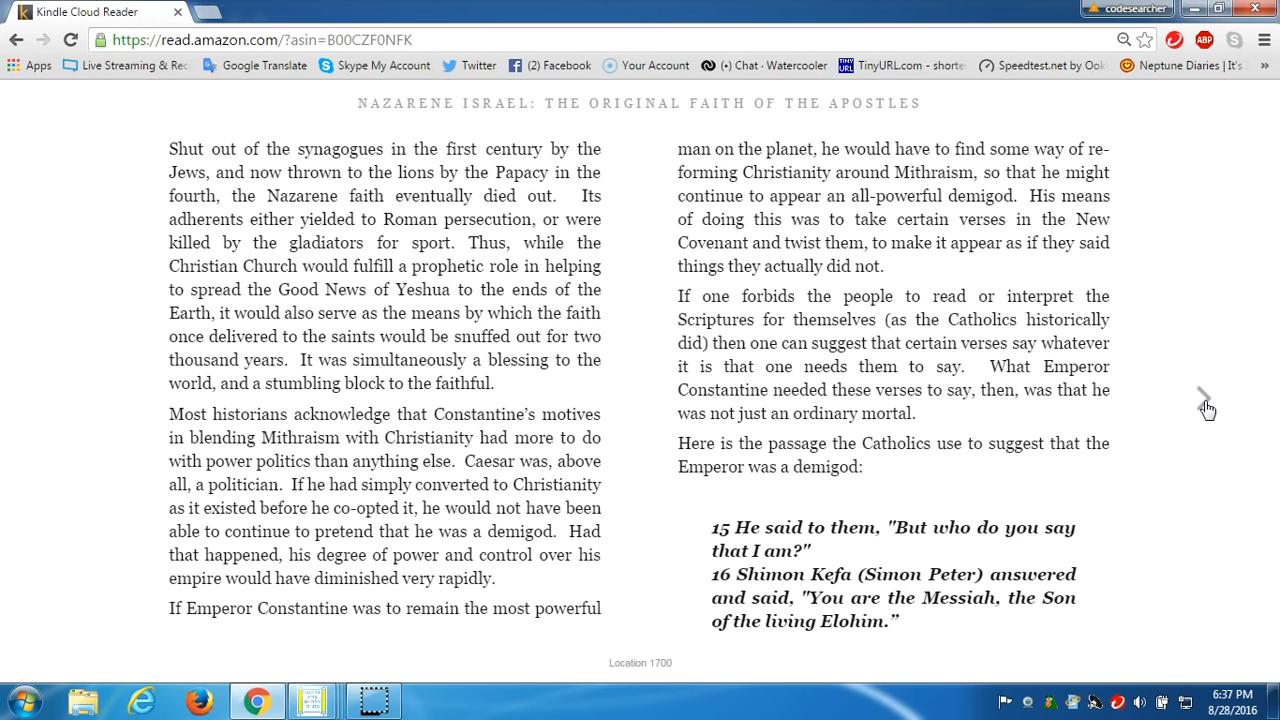 Kindle Cloud Reader
codesearcher
https://read.amazon.com/?asin=B00CZF0NFK
ABP
Apps
Live Streaming & Rec
Google Translate
Skype My Account
Twitter
(2) Facebook
Your Account
(•) Chat · Watercooler
TINY URL
TinyURL.com - shorte
Speedtest.net by Ookl
Neptune Diaries | It's
»
NAZARENE ISRAEL: THE ORIGINAL FAITH OF THE APOSTLES
Shut out of the synagogues in the first century by the
Jews, and now thrown to the lions by the Papacy in the
fourth, the Nazarene faith eventually died out. Its
adherents either yielded to Roman persecution, or were
killed by the gladiators for sport. Thus, while the
Christian Church would fulfill a prophetic role in helping
to spread the Good News of Yeshua to the ends of the
Earth, it would also serve as the means by which the faith
once delivered to the saints would be snuffed out for two
thousand years. It was simultaneously a blessing to the
world, and a stumbling block to the faithful.
Most historians acknowledge that Constantine's motives
in blending Mithraism with Christianity had more to do
with power politics than anything else. Caesar was, above
all, a politician. If he had simply converted to Christianity
as it existed before he co-opted it, he would not have been
able to continue to pretend that he was a demigod. Had
that happened, his degree of power and control over his
empire would have diminished very rapidly.
If Emperor Constantine was to remain the most powerful
man on the planet, he would have to find some way of re-
forming Christianity around Mithraism, so that he might
continue to appear an all-powerful demigod. His means
of doing this was to take certain verses in the New
Covenant and twist them, to make it appear as if they said
things they actually did not.
If one forbids the people to read or interpret the
Scriptures for themselves (as the Catholics historically
did) then one can suggest that certain verses say whatever
it is that one needs them to say. What Emperor
Constantine needed these verses to say, then, was that he
was not just an ordinary mortal.
Here is the passage the Catholics use to suggest that the
Emperor was a demigod:
15 He said to them, "But who do you say
that I am?"
16 Shimon Kefa (Simon Peter) answered
and said, "You are the Messiah, the Son
of the living Elohim.”
Location 1700
6:37 PM
8/28/2016